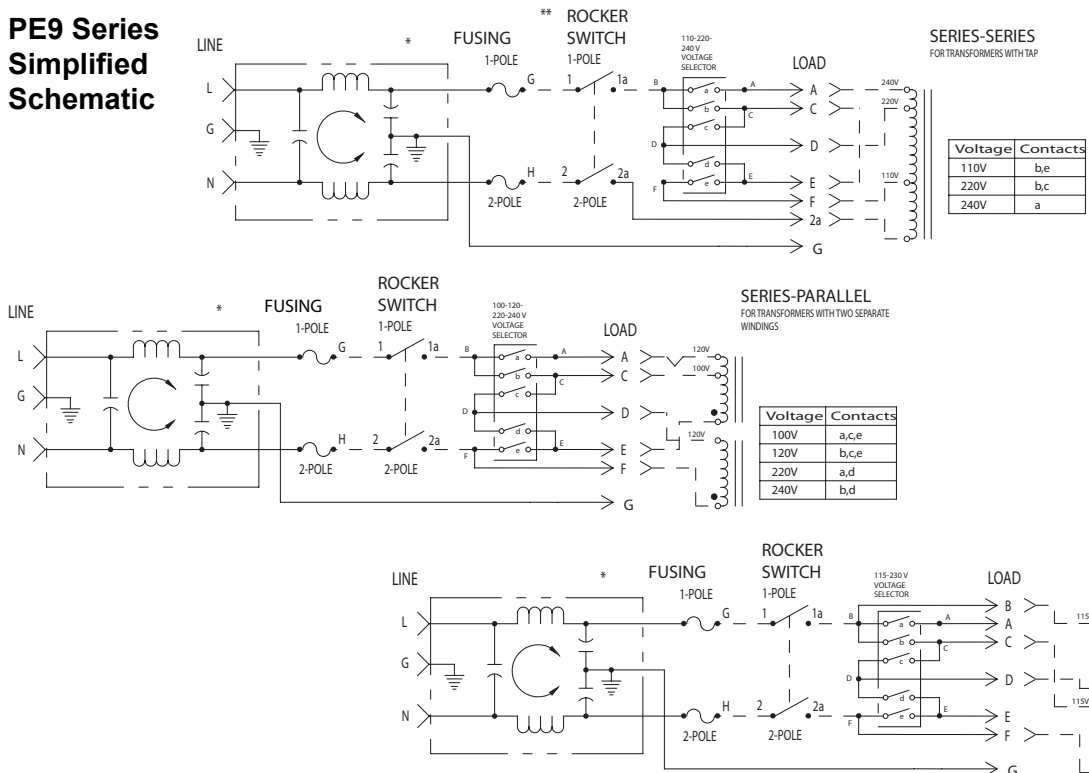 PE9 Series
Simplified
Schematic
LINE
*
FUSING
1-POLE
**
ROCKER
SWITCH
1-POLE
110-220-
240 V
VOLTAGE
SELECTOR
LOAD
SERIES-SERIES
FOR TRANSFORMERS WITH TAP
L
G
N
G
H
2-POLE
1
1a
2
2a
2-POLE
B
D
F
a
b
c
d
e
A
C
E
A
C
D
E
F
2a
G
240V
220V
110V
Voltage Contacts
110V b,e
220V b,c
240V a
LINE
*
FUSING
1-POLE
ROCKER
SWITCH
1-POLE
100-120-
220-240 V
VOLTAGE
SELECTOR
LOAD
SERIES-PARALLEL
FOR TRANSFORMERS WITH TWO SEPARATE
WINDINGS
L
G
N
G
H
2-POLE
1
1a
2
2a
2-POLE
B
D
F
a
b
c
d
e
A
C
E
A
C
D
E
F
G
120V
100V
120V
Voltage Contacts
100V a,c,e
120V b,c,e
220V a,d
240V b,d
LINE
*
FUSING
1-POLE
ROCKER
SWITCH
1-POLE
115-230 V
VOLTAGE
SELECTOR
LOAD
L
G
N
G
H
2-POLE
1
1a
2
2a
2-POLE
B
D
F
a
b
c
d
e
A
C
E
B
A
C
D
E
F
G
115
115V